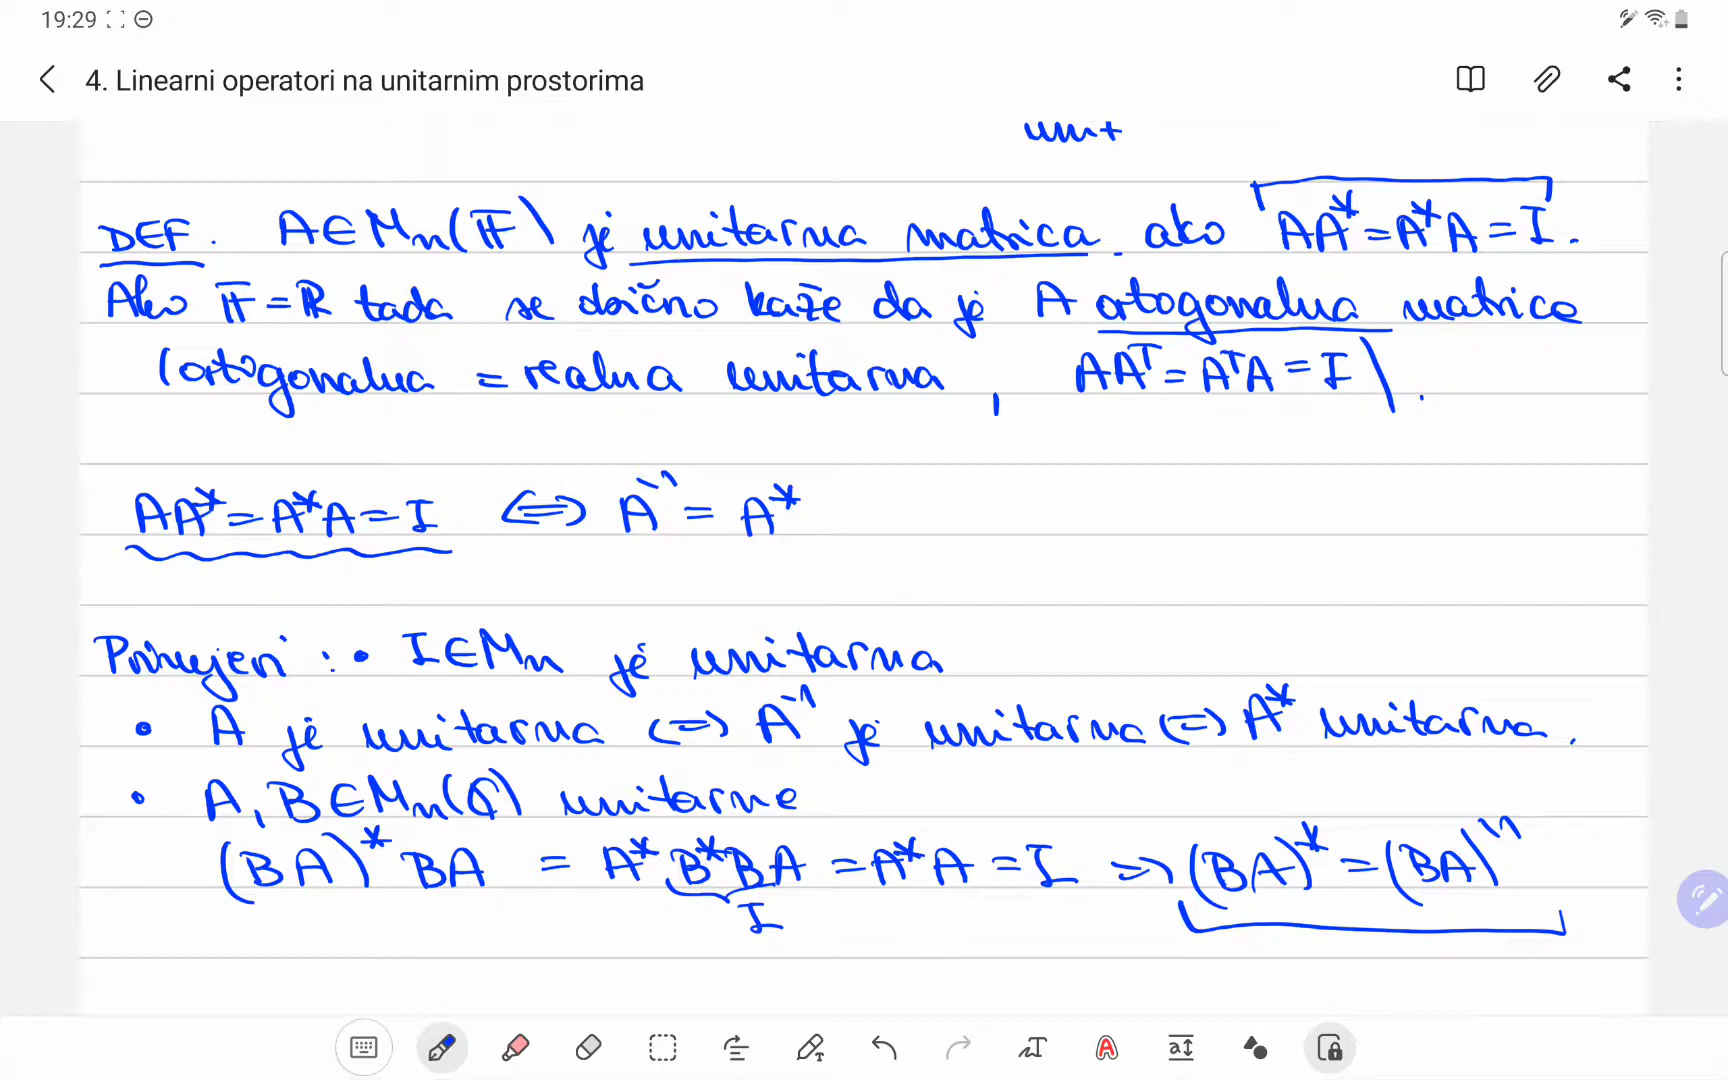 19:29
4. Linearni operatori na unitarnim prostorima
DEF. A∈Mn(𝔽) je unitarna matrica ako AA* = A*A = I.
Ako 𝔽 = ℝ tada se obično kaže da je A ortogonalna matrica
(ortogonalna = realna unitarna, AAᵀ = AᵀA = I).
AA* = A*A = I ⇔ A⁻¹ = A*
Primjeri: • I∈Mn je unitarna
• A je unitarna ⇔ A⁻¹ je unitarna ⇔ A* unitarna.
• A, B∈Mn(ℂ) unitarne
(BA)* BA = A*B*BA = A*A = I ⇒ (BA)* = (BA)⁻¹
I